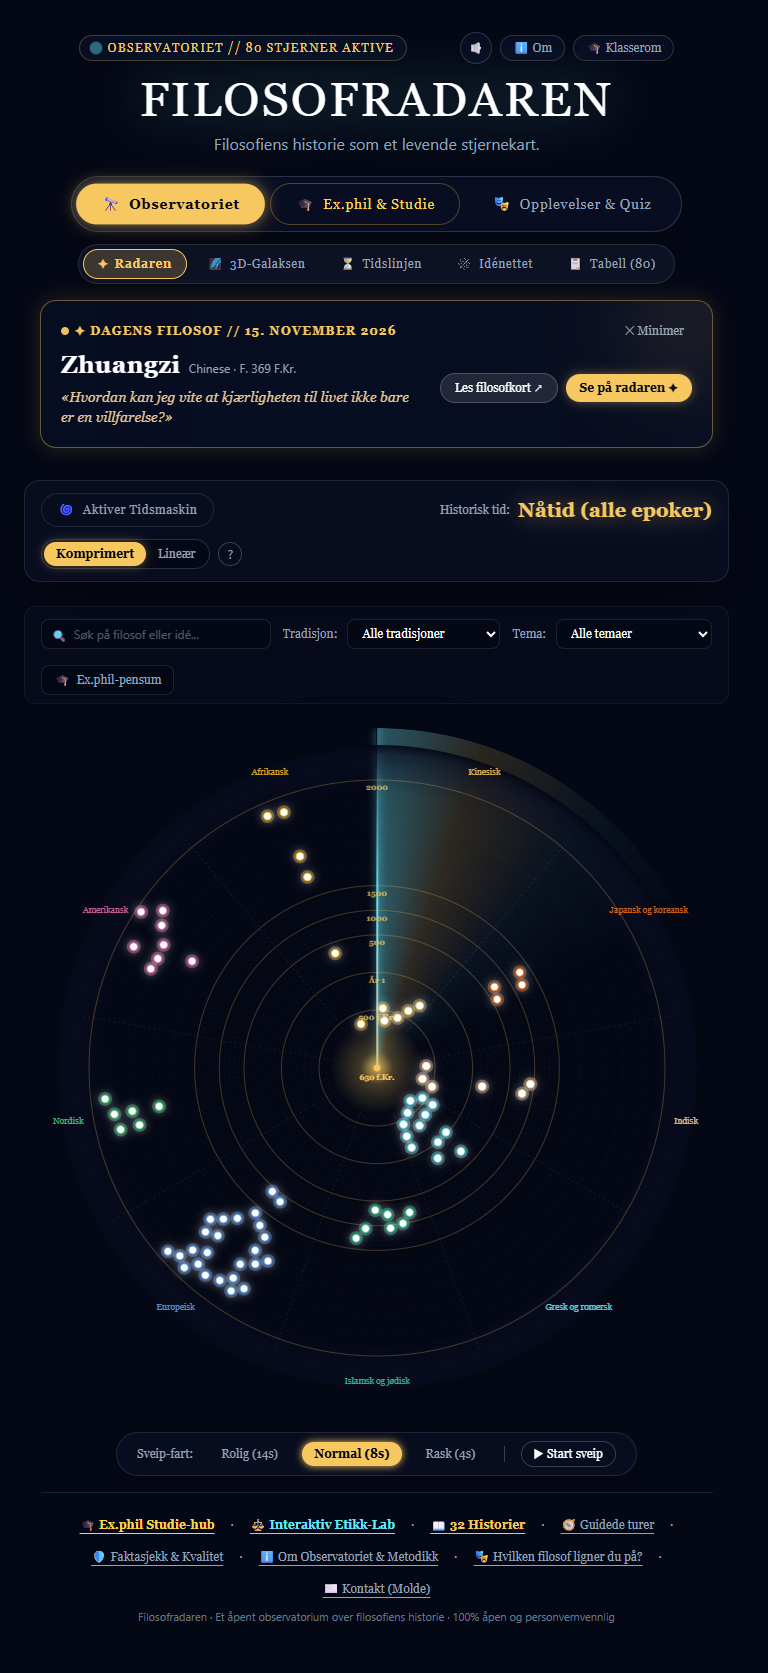 OBSERVATORIET // 80 STJERNER AKTIVE
Om
Klasserom
FILOSOFRADAREN
Filosofiens historie som et levende stjernekart.
Observatoriet
Ex.phil & Studie
Opplevelser & Quiz
✦ Radaren
3D-Galaksen
Tidslinjen
Idénettet
Tabell (80)
✦ DAGENS FILOSOF // 15. NOVEMBER 2026
✕ Minimer
Zhuangzi Chinese · F. 369 F.Kr.
«Hvordan kan jeg vite at kjærligheten til livet ikke bare
er en villfarelse?»
Les filosofkort ↗
Se på radaren ✦
Aktiver Tidsmaskin
Historisk tid: Nåtid (alle epoker)
Komprimert
Lineær
?
Søk på filosof eller idé...
Tradisjon:
Alle tradisjoner
Tema:
Alle temaer
Ex.phil-pensum
Afrikansk
Kinesisk
2000
1500
1000
500
År 1
650 f.Kr.
Amerikansk
Japansk og koreansk
Nordisk
Indisk
Europeisk
Gresk og romersk
Islamsk og jødisk
Sveip-fart:
Rolig (14s)
Normal (8s)
Rask (4s)
▶ Start sveip
Ex.phil Studie-hub
·
Interaktiv Etikk-Lab
·
32 Historier
·
Guidede turer
·
Faktasjekk & Kvalitet
·
Om Observatoriet & Metodikk
·
Hvilken filosof ligner du på?
·
Kontakt (Molde)
Filosofradaren · Et åpent observatorium over filosofiens historie · 100% åpen og personvernvennlig